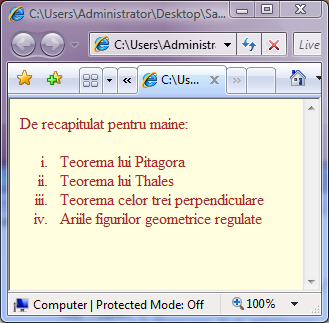 C:\Users\Administrator\Desktop\Sa...
C:\Users\Administra
Live
C:\Us...
De recapitulat pentru maine:
i. Teorema lui Pitagora
ii. Teorema lui Thales
iii. Teorema celor trei perpendiculare
iv. Ariile figurilor geometrice regulate
Computer | Protected Mode: Off
100%